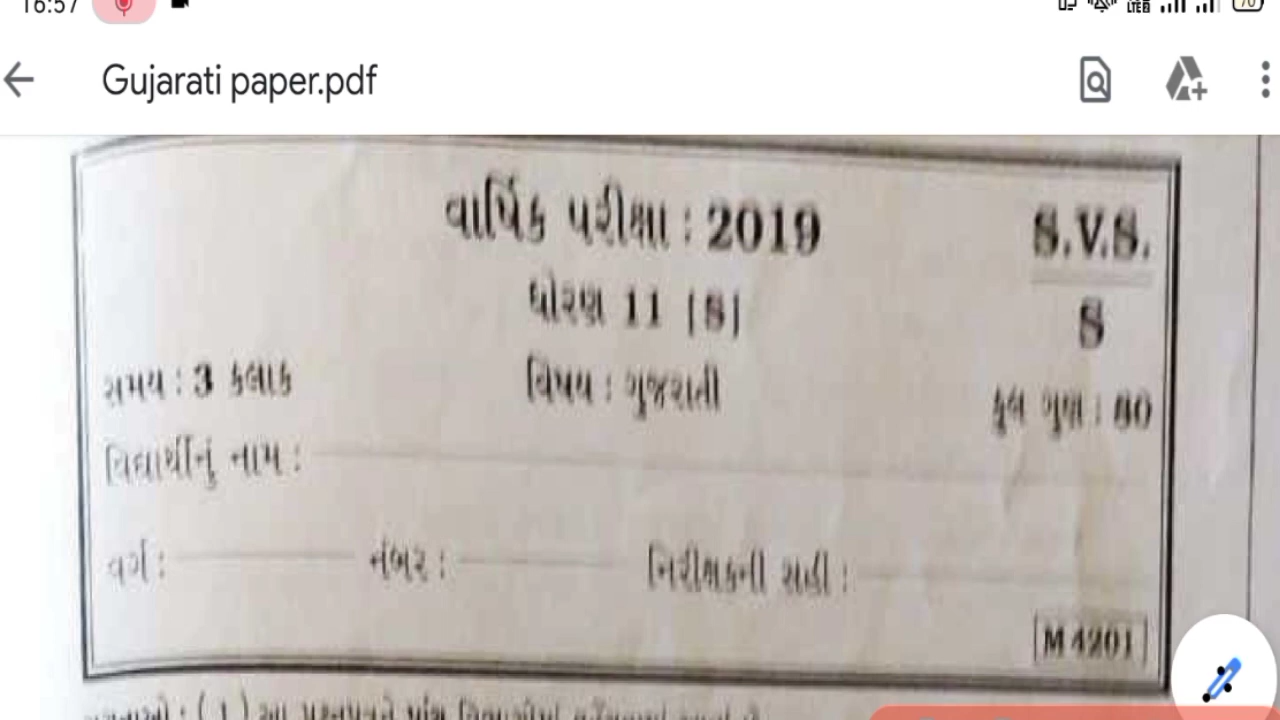 16:57
Gujarati paper.pdf
વાર્ષિક પરીક્ષા : 2019
S.V.S.
ધોરણ 11 [S]
S
સમય : 3 કલાક
વિષય : ગુજરાતી
કુલ ગુણ : 80
વિદ્યાર્થીનું નામ :
વર્ગ : નંબર : નિરીક્ષકની સહી :
M 4201